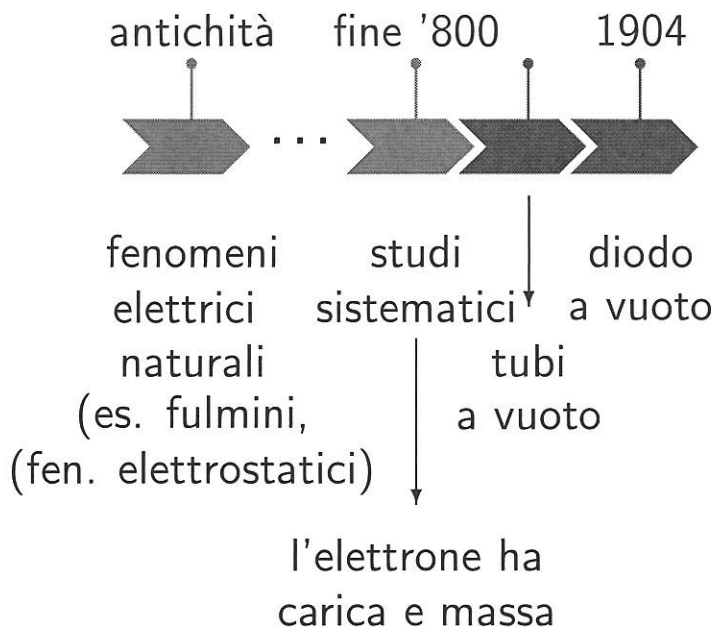 antichità
fine '800
1904
...
fenomeni
elettrici
naturali
(es. fulmini,
(fen. elettrostatici)
studi
sistematici
l'elettrone ha
carica e massa
tubi
a vuoto
diodo
a vuoto